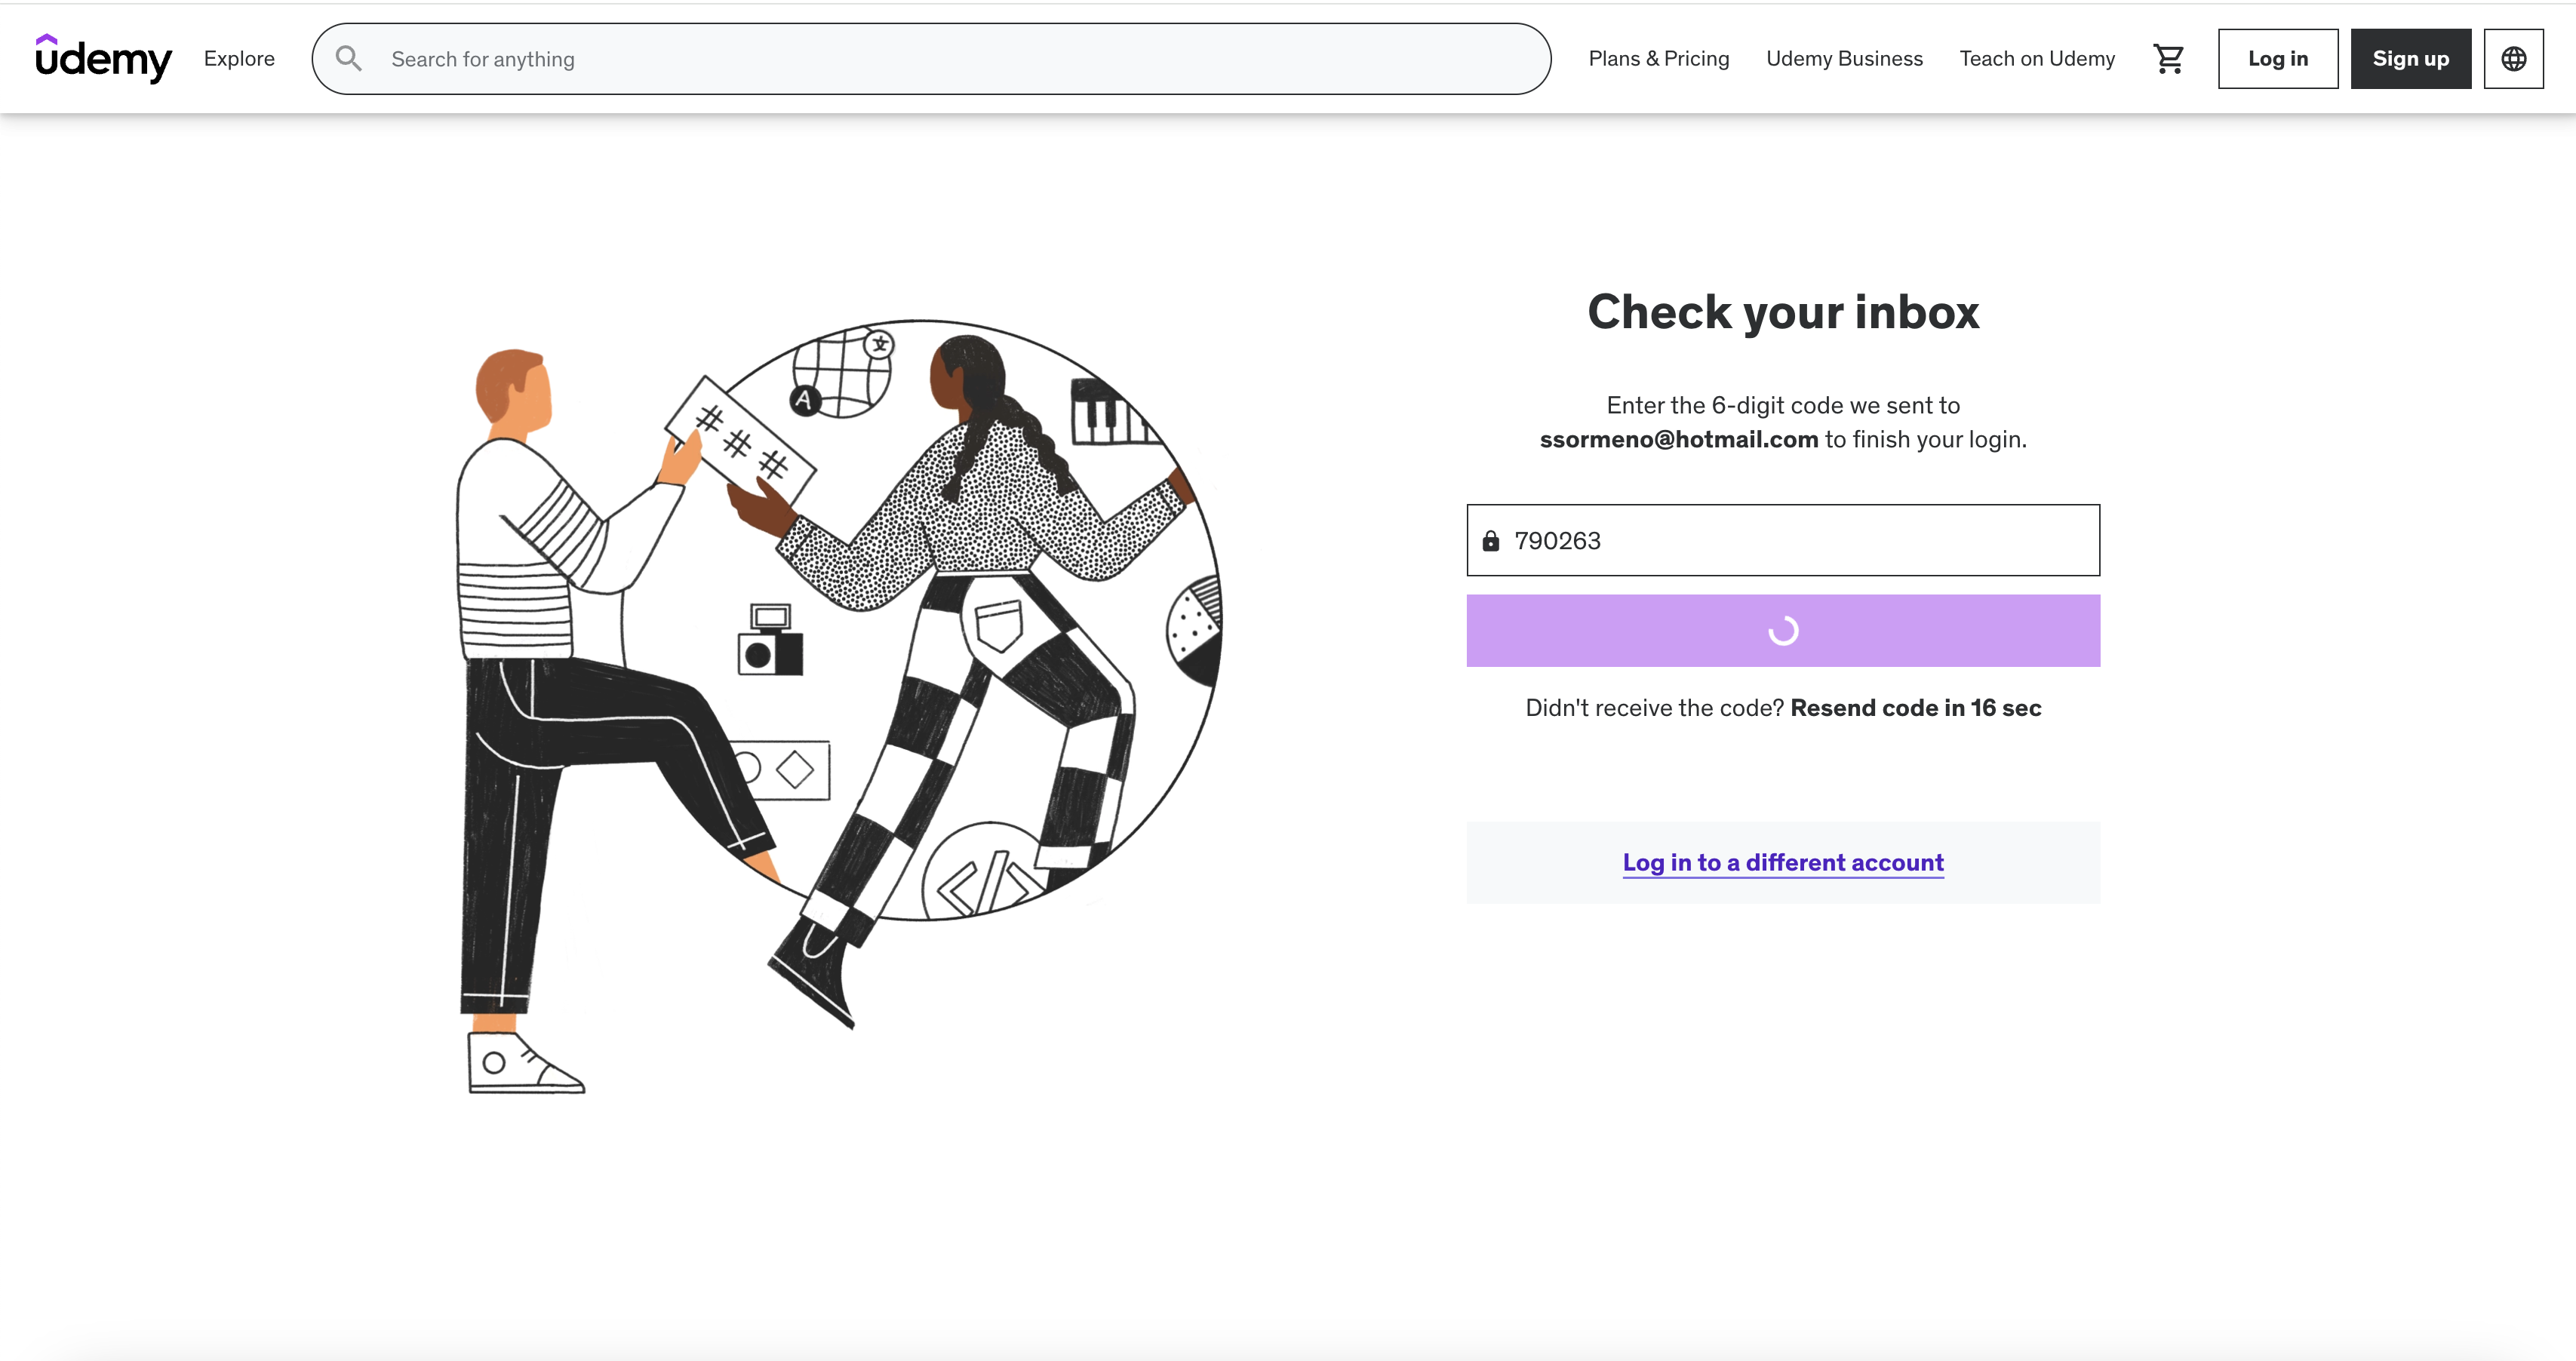 udemy
Explore
Search for anything
Plans & Pricing
Udemy Business
Teach on Udemy
Log in
Sign up
Check your inbox
Enter the 6-digit code we sent to
ssormeno@hotmail.com to finish your login.
790263
Didn't receive the code? Resend code in 16 sec
Log in to a different account
文
A
# # #
</>